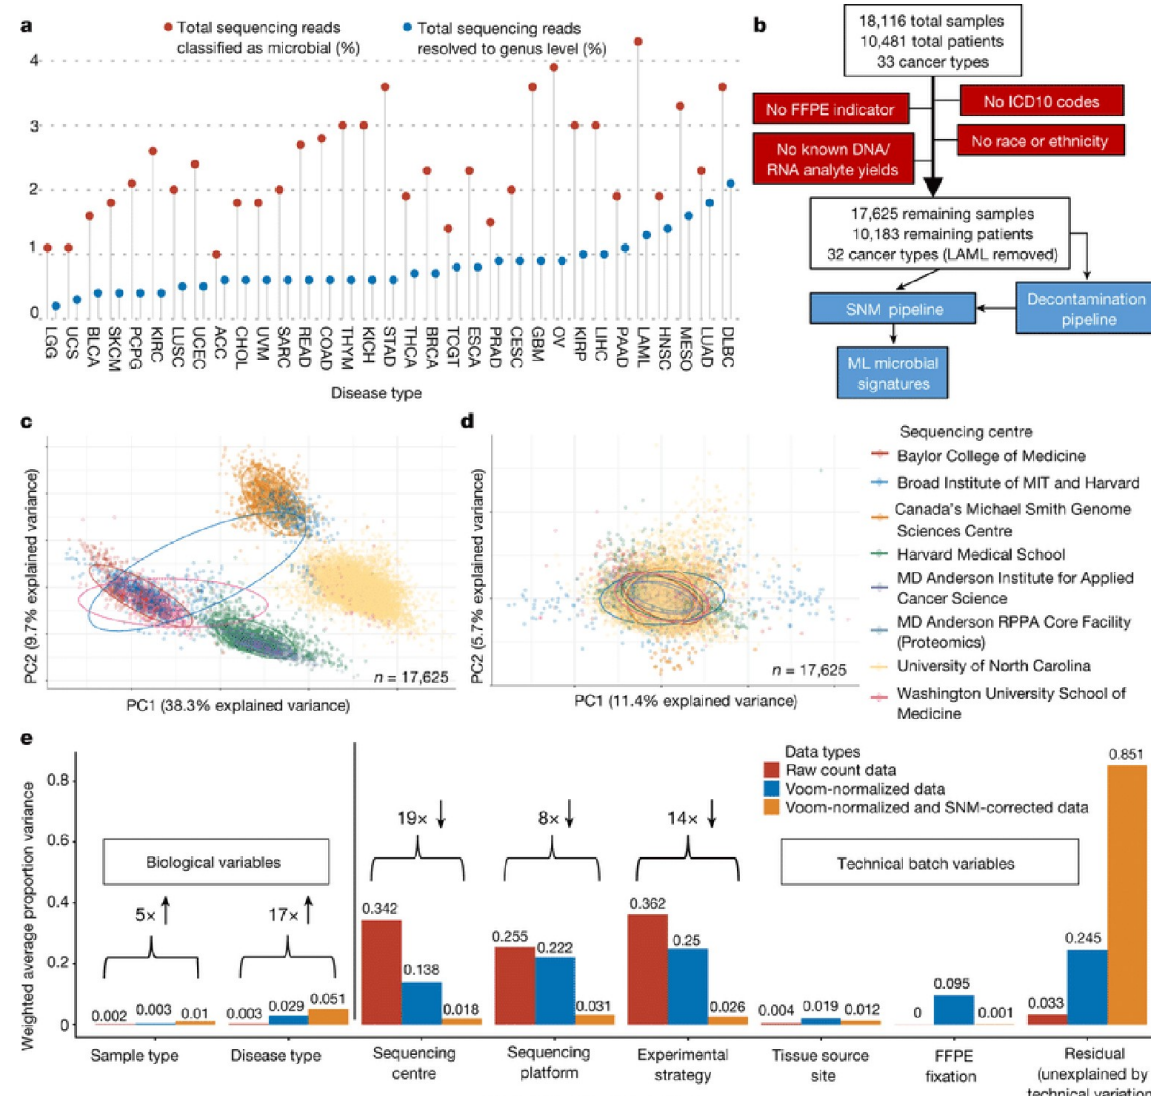 a
Total sequencing reads
classified as microbial (%)
Total sequencing reads
resolved to genus level (%)
4
3
2
1
0
LGG
UCS
BLCA
SKCM
PCPG
KIRC
LUSC
UCEC
ACC
CHOL
UVM
SARC
READ
COAD
THYM
KICH
STAD
THCA
BRCA
TCGT
ESCA
PRAD
CESC
GBM
OV
KIRP
LIHC
PAAD
LAML
HNSC
MESO
LUAD
DLBC
Disease type
b
18,116 total samples
10,481 total patients
33 cancer types
No FFPE indicator
No ICD10 codes
No known DNA/
RNA analyte yields
No race or ethnicity
17,625 remaining samples
10,183 remaining patients
32 cancer types (LAML removed)
SNM pipeline
Decontamination
pipeline
ML microbial
signatures
c
PC2 (9.7% explained variance)
n = 17,625
PC1 (38.3% explained variance)
d
PC2 (5.7% explained variance)
n = 17,625
PC1 (11.4% explained variance)
Sequencing centre
Baylor College of Medicine
Broad Institute of MIT and Harvard
Canada's Michael Smith Genome
Sciences Centre
Harvard Medical School
MD Anderson Institute for Applied
Cancer Science
MD Anderson RPPA Core Facility
(Proteomics)
University of North Carolina
Washington University School of
Medicine
e
Weighted average proportion variance
0.8
0.6
0.4
0.2
0
Data types
Raw count data
Voom-normalized data
Voom-normalized and SNM-corrected data
Biological variables
Technical batch variables
5×
17×
19×
8×
14×
0.002
0.003
0.01
0.003
0.029
0.051
0.342
0.138
0.018
0.255
0.222
0.031
0.362
0.25
0.026
0.004
0.019
0.012
0
0.095
0.001
0.033
0.245
0.851
Sample type
Disease type
Sequencing
centre
Sequencing
platform
Experimental
strategy
Tissue source
site
FFPE
fixation
Residual
(unexplained by
technical variation